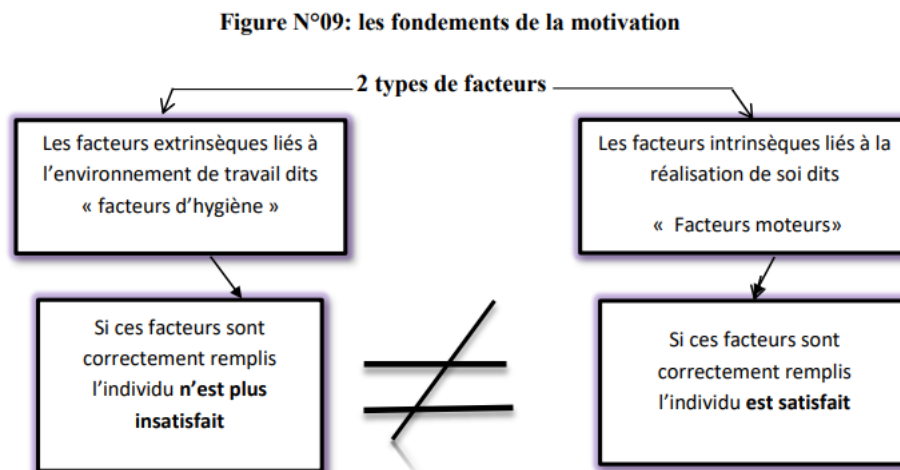 Figure N°09: les fondements de la motivation
2 types de facteurs
Les facteurs extrinsèques liés à
l’environnement de travail dits
« facteurs d’hygiène »
Les facteurs intrinsèques liés à la
réalisation de soi dits
« Facteurs moteurs»
Si ces facteurs sont
correctement remplis
l’individu n’est plus
insatisfait
Si ces facteurs sont
correctement remplis
l’individu est satisfait